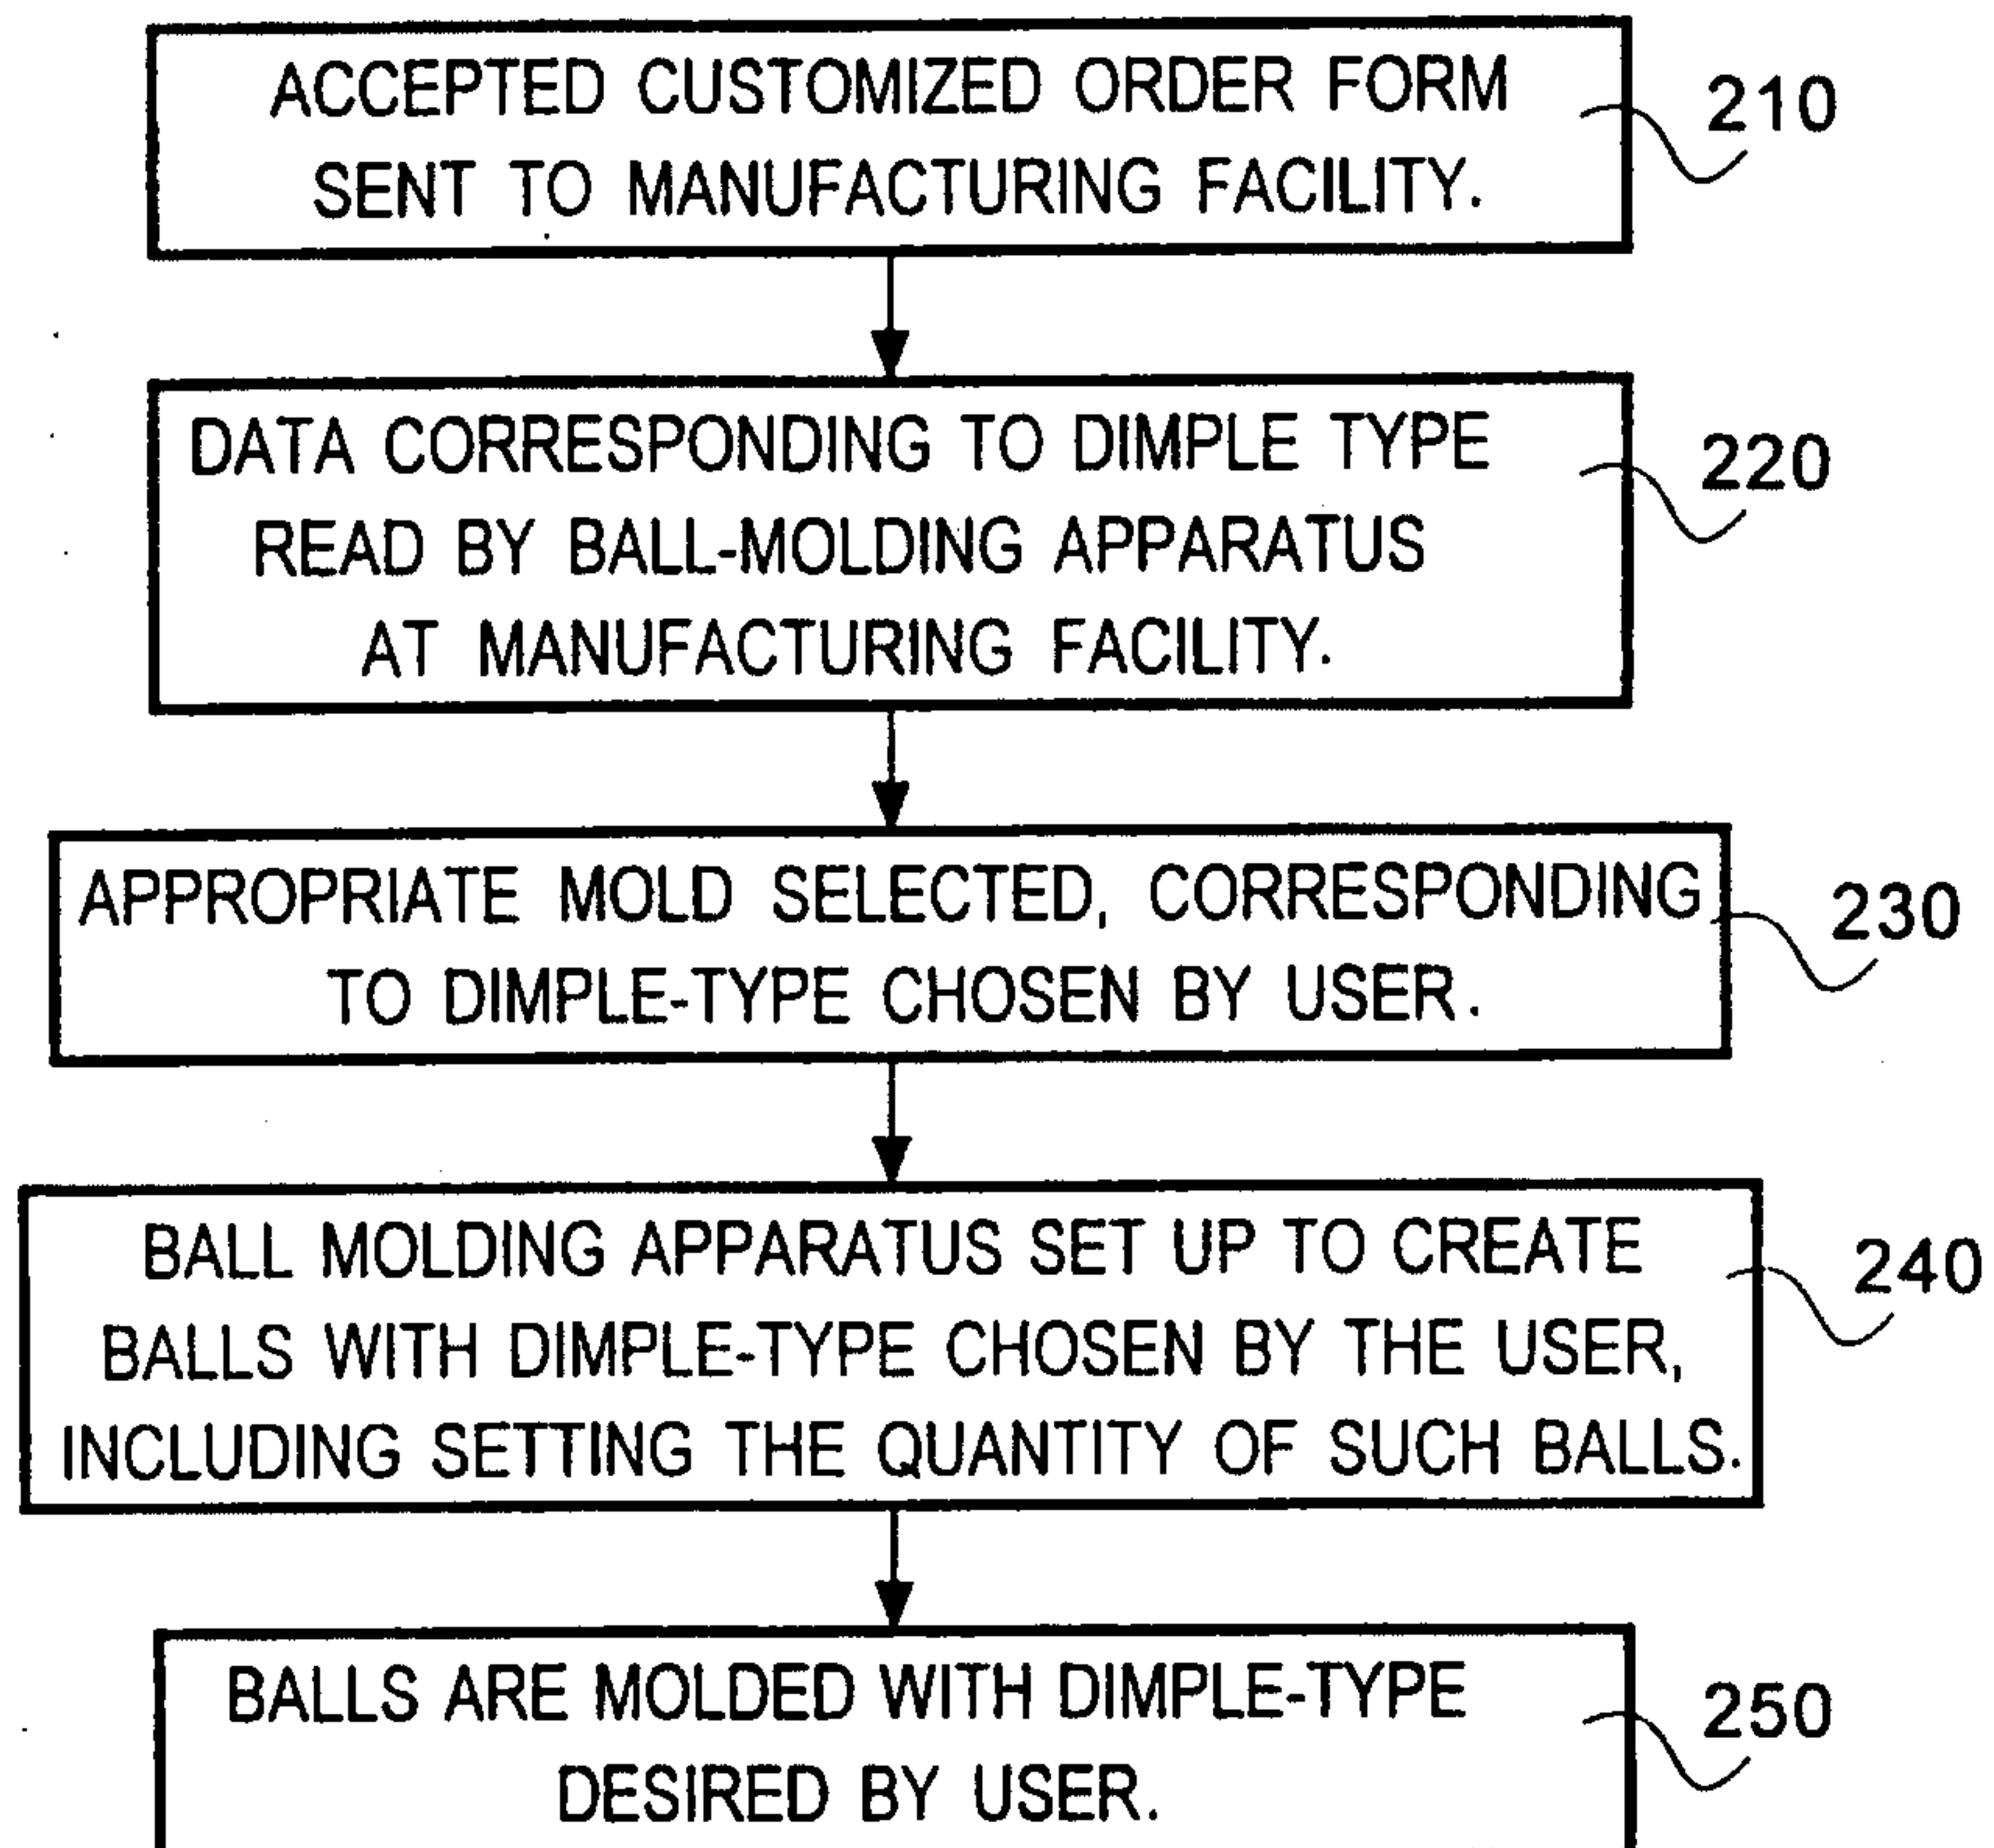 ACCEPTED CUSTOMIZED ORDER FORM
SENT TO MANUFACTURING FACILITY.
210
DATA CORRESPONDING TO DIMPLE TYPE
READ BY BALL-MOLDING APPARATUS
AT MANUFACTURING FACILITY.
220
APPROPRIATE MOLD SELECTED, CORRESPONDING
TO DIMPLE-TYPE CHOSEN BY USER.
230
BALL MOLDING APPARATUS SET UP TO CREATE
BALLS WITH DIMPLE-TYPE CHOSEN BY THE USER,
INCLUDING SETTING THE QUANTITY OF SUCH BALLS.
240
BALLS ARE MOLDED WITH DIMPLE-TYPE
DESIRED BY USER.
250